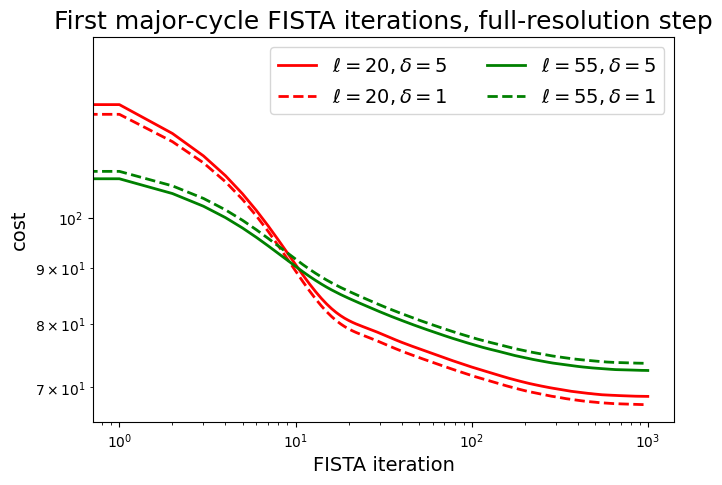 First major-cycle FISTA iterations, full-resolution step
ℓ = 20, δ = 5
ℓ = 20, δ = 1
ℓ = 55, δ = 5
ℓ = 55, δ = 1
cost
10²
9 × 10¹
8 × 10¹
7 × 10¹
10⁰ 10¹ 10² 10³
FISTA iteration